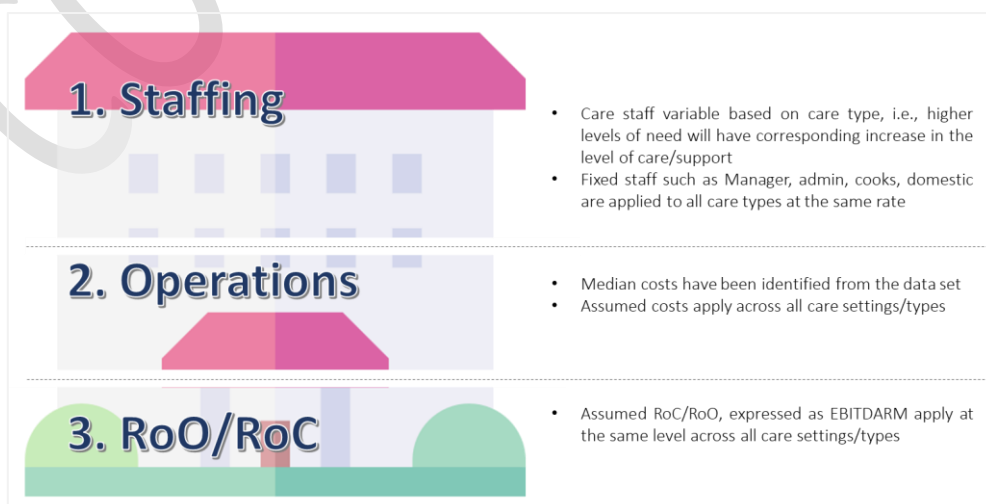 1. Staffing
• Care staff variable based on care type, i.e., higher
levels of need will have corresponding increase in the
level of care/support
• Fixed staff such as Manager, admin, cooks, domestic
are applied to all care types at the same rate
2. Operations
• Median costs have been identified from the data set
• Assumed costs apply across all care settings/types
3. RoO/RoC
• Assumed RoC/RoO, expressed as EBITDARM apply at
the same level across all care settings/types